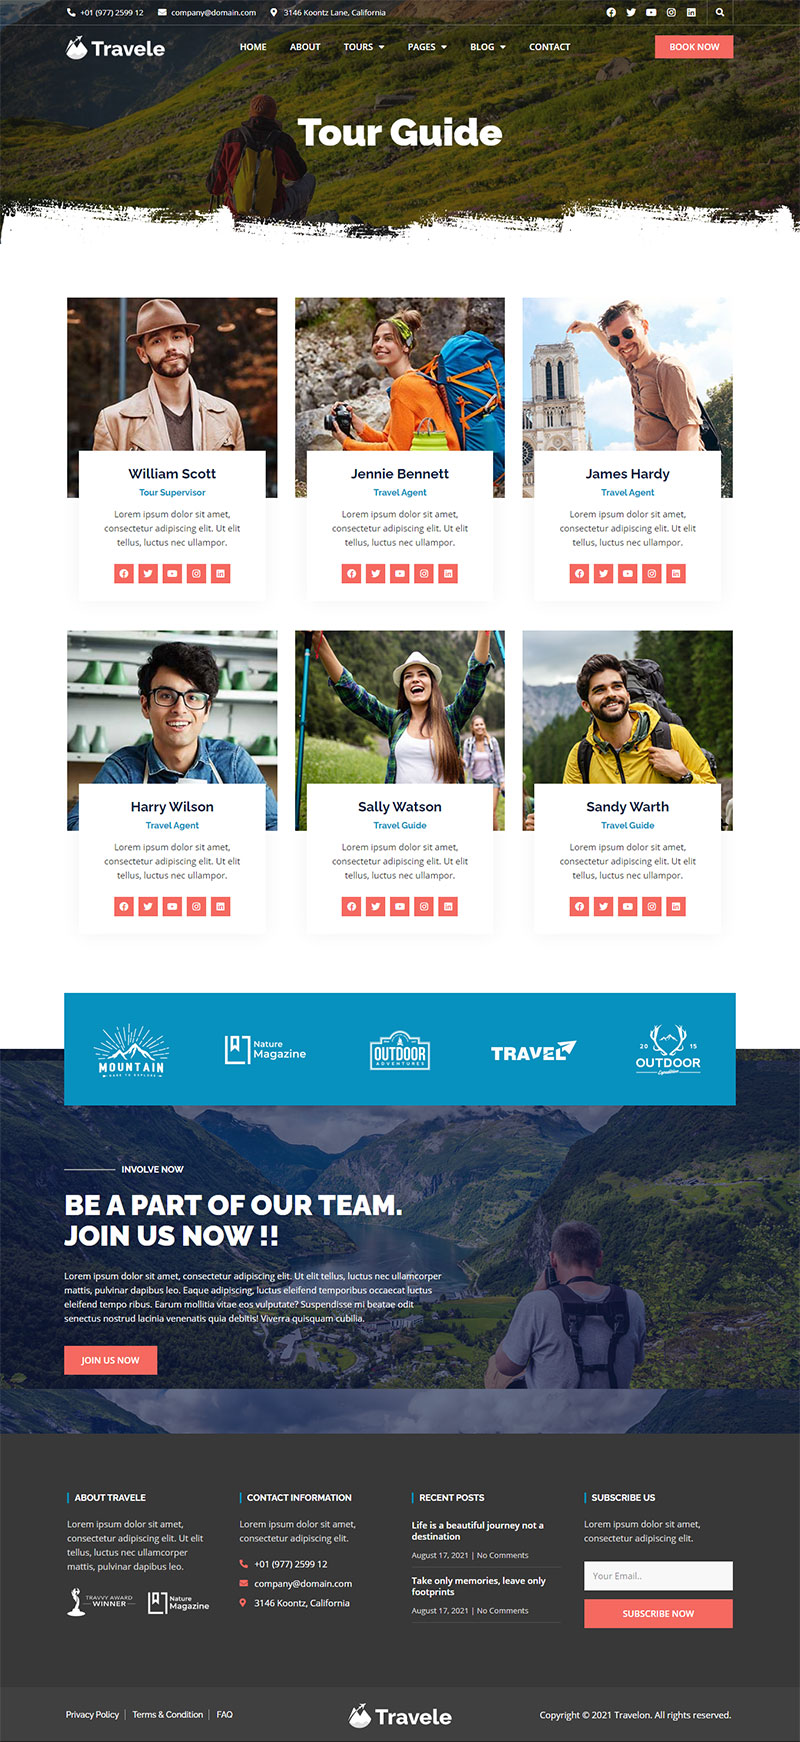 +01 (977) 2599 12 company@domain.com 3146 Koontz Lane, California
Travele HOME ABOUT TOURS PAGES BLOG CONTACT BOOK NOW
Tour Guide
William Scott
Tour Supervisor
Lorem ipsum dolor sit amet,
consectetur adipiscing elit. Ut elit
tellus, luctus nec ullampor.
Jennie Bennett
Travel Agent
Lorem ipsum dolor sit amet,
consectetur adipiscing elit. Ut elit
tellus, luctus nec ullampor.
James Hardy
Travel Agent
Lorem ipsum dolor sit amet,
consectetur adipiscing elit. Ut elit
tellus, luctus nec ullampor.
Harry Wilson
Travel Agent
Lorem ipsum dolor sit amet,
consectetur adipiscing elit. Ut elit
tellus, luctus nec ullampor.
Sally Watson
Travel Guide
Lorem ipsum dolor sit amet,
consectetur adipiscing elit. Ut elit
tellus, luctus nec ullampor.
Sandy Warth
Travel Guide
Lorem ipsum dolor sit amet,
consectetur adipiscing elit. Ut elit
tellus, luctus nec ullampor.
MOUNTAIN
DARE TO EXPLORE
Nature
Magazine
OUTDOOR
ADVENTURES
TRAVEL
2015
OUTDOOR
Expedition
INVOLVE NOW
BE A PART OF OUR TEAM.
JOIN US NOW !!
Lorem ipsum dolor sit amet, consectetur adipiscing elit. Ut elit tellus, luctus nec ullamcorper
mattis, pulvinar dapibus leo. Eaque adipiscing, luctus eleifend temporibus occaecat luctus
eleifend tempo ribus. Earum mollitia vitae eos vulputate? Suspendisse mi beatae odit
senectus nostrud lacinia venenatis quia debitis! Viverra quisquam cubilia.
JOIN US NOW
ABOUT TRAVELE
Lorem ipsum dolor sit amet,
consectetur adipiscing elit. Ut elit
tellus, luctus nec ullamcorper
mattis, pulvinar dapibus leo.
TRAVVY AWARD
WINNER
Nature
Magazine
CONTACT INFORMATION
Lorem ipsum dolor sit amet,
consectetur adipiscing elit.
+01 (977) 2599 12
company@domain.com
3146 Koontz, California
RECENT POSTS
Life is a beautiful journey not a
destination
August 17, 2021 | No Comments
Take only memories, leave only
footprints
August 17, 2021 | No Comments
SUBSCRIBE US
Lorem ipsum dolor sit amet,
consectetur adipiscing elit.
Your Email..
SUBSCRIBE NOW
Privacy Policy | Terms & Condition | FAQ
Travele
Copyright © 2021 Travelon. All rights reserved.